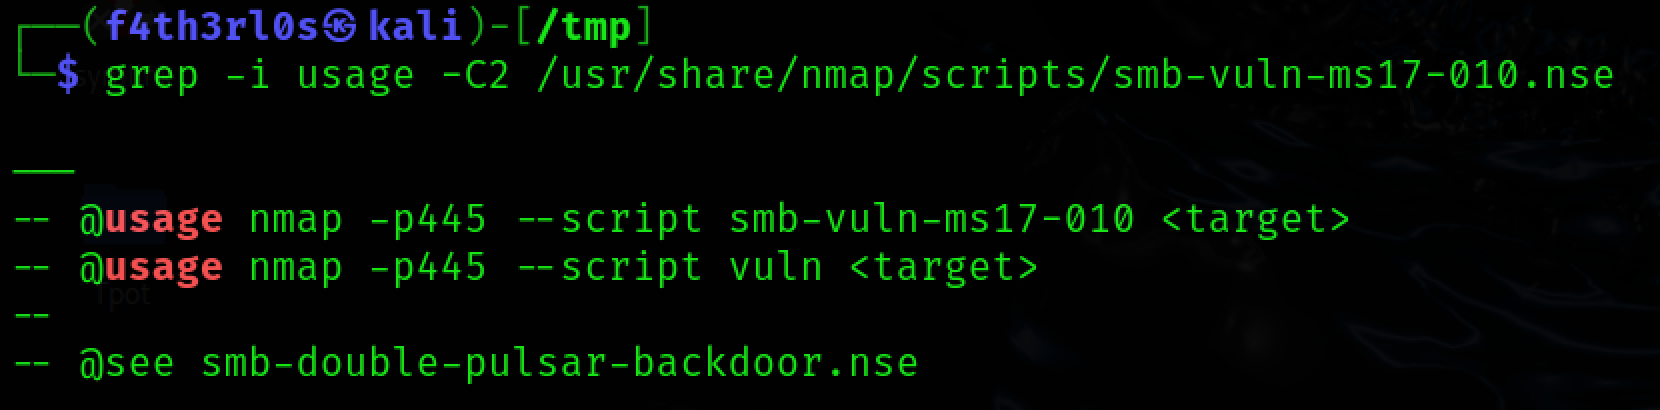 ┌──(f4th3rl0s㉿kali)-[/tmp]
└─$ grep -i usage -C2 /usr/share/nmap/scripts/smb-vuln-ms17-010.nse

---
-- @usage nmap -p445 --script smb-vuln-ms17-010 <target>
-- @usage nmap -p445 --script vuln <target>
--
-- @see smb-double-pulsar-backdoor.nse